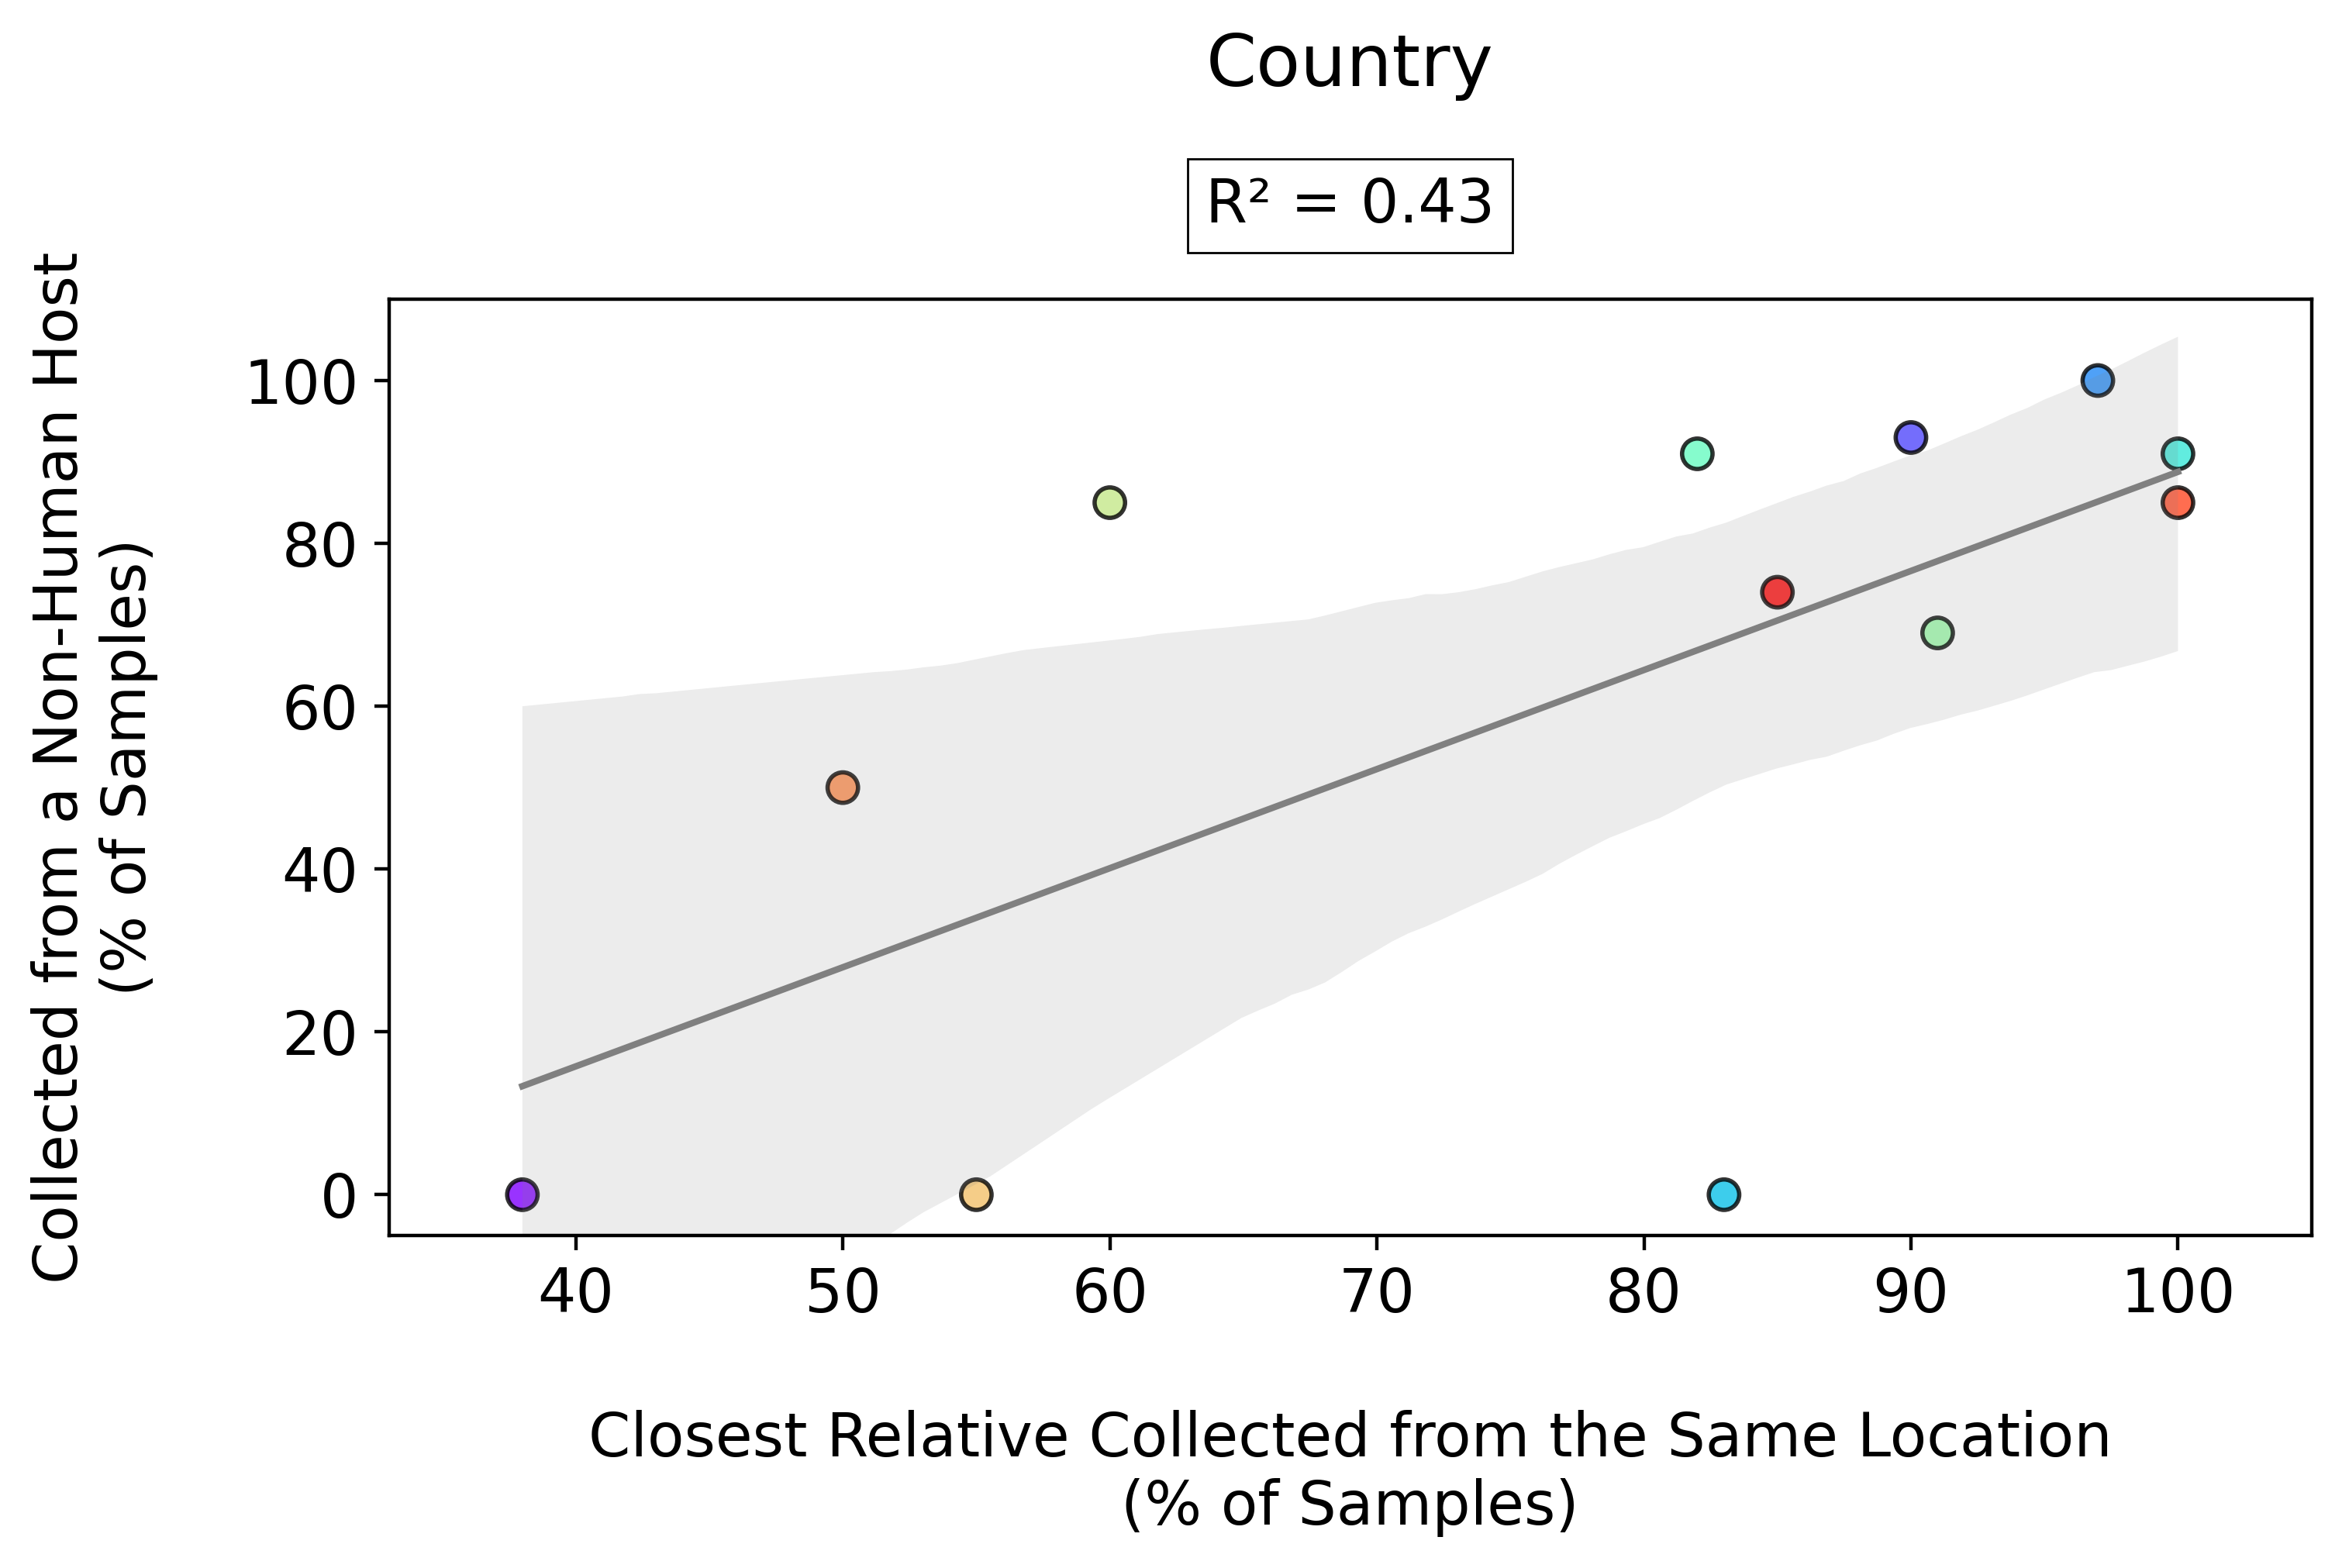 Country
R² = 0.43
Collected from a Non-Human Host
(% of Samples)
100
80
60
40
20
0
40 50 60 70 80 90 100
Closest Relative Collected from the Same Location
(% of Samples)